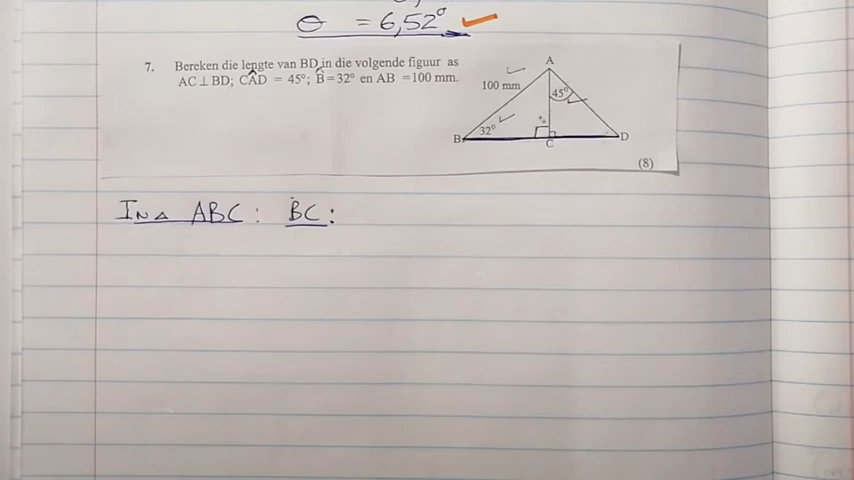 θ = 6,52°
7. Bereken die lengte van BD in die volgende figuur as
AC ⊥ BD; CÂD = 45°; B̂ = 32° en AB = 100 mm.
A
100 mm
45°
B
32°
C
D
(8)
In △ ABC: BC: